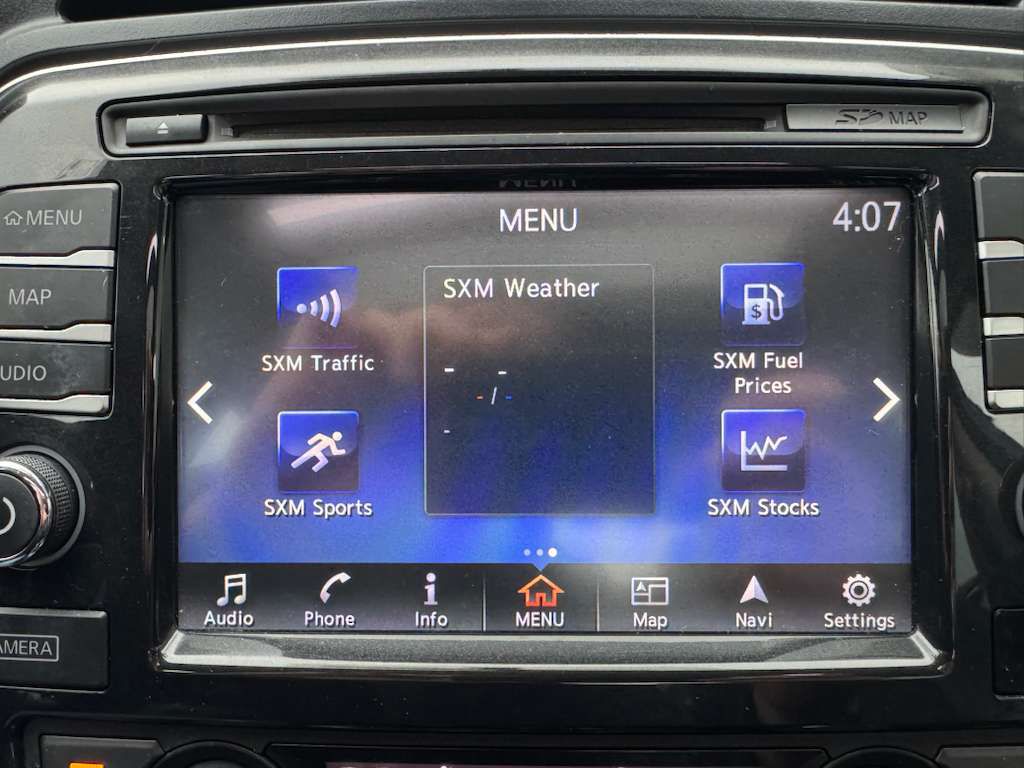 SD MAP
MENU
MENU
4:07
MAP
SXM Weather
SXM Traffic
SXM Fuel
Prices
- -
- / -
-
UDIO
SXM Sports
SXM Stocks
Audio
Phone
Info
MENU
Map
Navi
Settings
AMERA